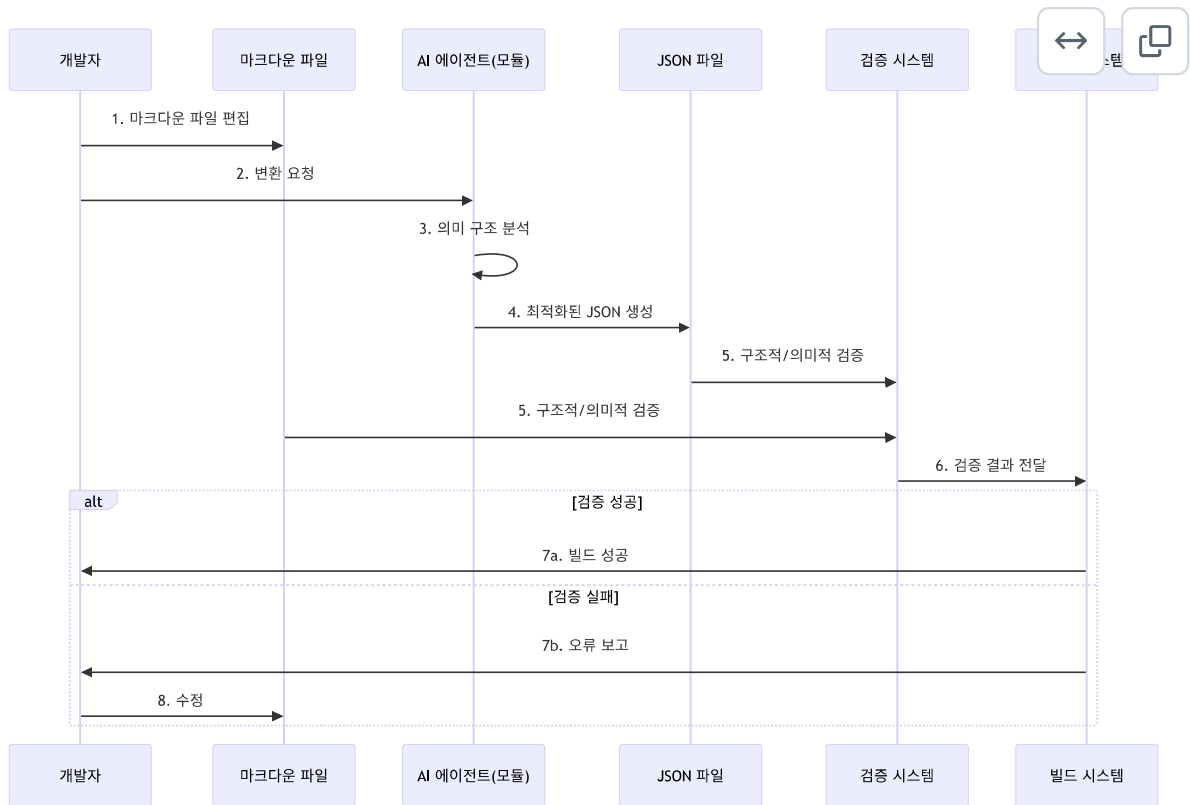 개발자
마크다운 파일
AI 에이전트(모듈)
JSON 파일
검증 시스템
1. 마크다운 파일 편집
2. 변환 요청
3. 의미 구조 분석
4. 최적화된 JSON 생성
5. 구조적/의미적 검증
5. 구조적/의미적 검증
6. 검증 결과 전달
alt
[검증 성공]
7a. 빌드 성공
[검증 실패]
7b. 오류 보고
8. 수정
개발자
마크다운 파일
AI 에이전트(모듈)
JSON 파일
검증 시스템
빌드 시스템